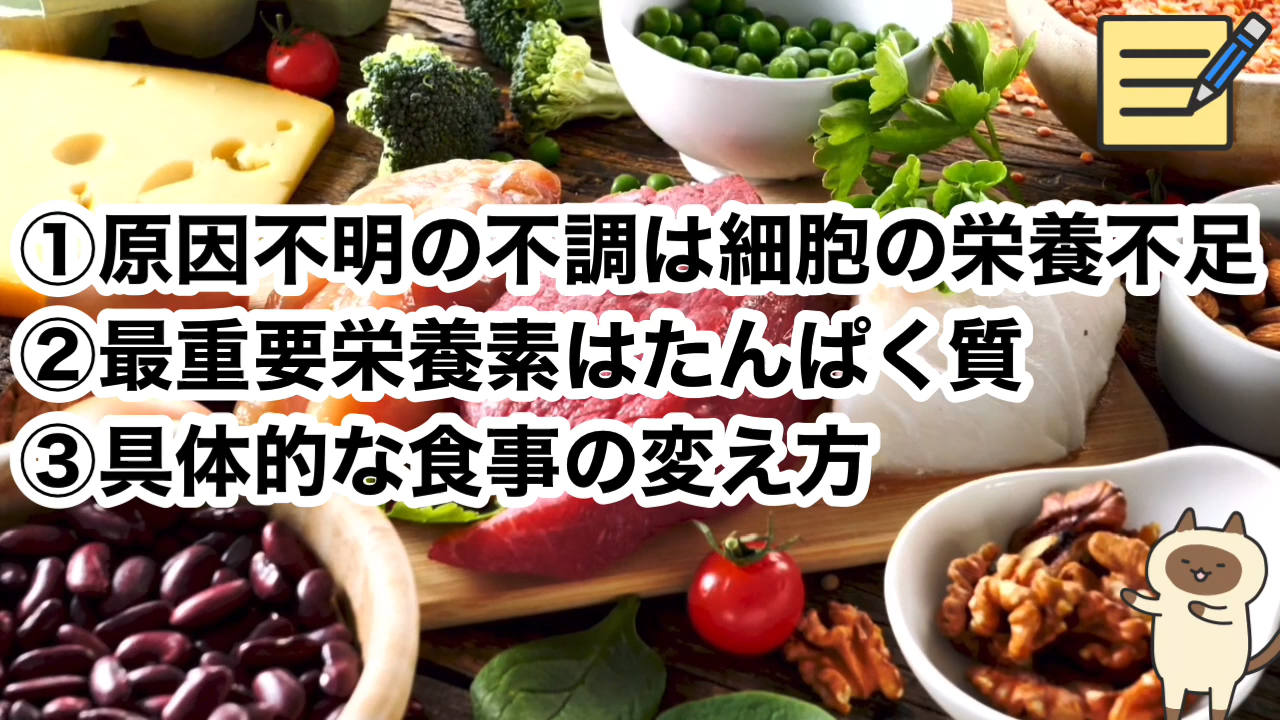 ①原因不明の不調は細胞の栄養不足
②最重要栄養素はたんぱく質
③具体的な食事の変え方